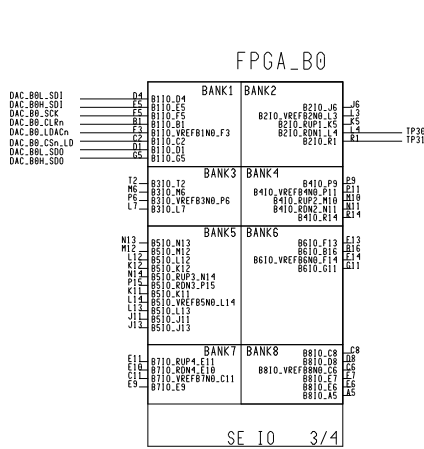 FPGA_B0
BANK1 BANK2
DAC_B0L_SDI D4 B1IO_D4
DAC_B0H_SDI E5 B1IO_E5
DAC_B0_SCK F5 B1IO_F5
DAC_B0_CLRn B1 B1IO_B1
DAC_B0_LDACn F3 B1IO_VREFB1N0_F3
DAC_B0_CSn_LD C2 B1IO_C2
DAC_B0L_SDO D1 B1IO_D1
DAC_B0H_SDO G5 B1IO_G5
B2IO_J6 J6
B2IO_VREFB2N0_L3 L3
B2IO_RUP1_K5 K5
B2IO_RDN1_L4 L4 TP30
B2IO_R1 R1 TP31
BANK3 BANK4
T2 B3IO_T2
M6 B3IO_M6
P6 B3IO_VREFB3N0_P6
L7 B3IO_L7
B4IO_P9 P9
B4IO_VREFB4N0_P11 P11
B4IO_RUP2_M10 M10
B4IO_RDN2_N11 N11
B4IO_R14 R14
BANK5 BANK6
N13 B5IO_N13
M12 B5IO_M12
L12 B5IO_L12
K12 B5IO_K12
N14 B5IO_RUP3_N14
P15 B5IO_RDN3_P15
K11 B5IO_K11
L14 B5IO_VREFB5N0_L14
L13 B5IO_L13
J11 B5IO_J11
J13 B5IO_J13
B6IO_F13 F13
B6IO_B16 B16
B6IO_VREFB6N0_F14 F14
B6IO_G11 G11
BANK7 BANK8
E11 B7IO_RUP4_E11
E10 B7IO_RDN4_E10
C11 B7IO_VREFB7N0_C11
E9 B7IO_E9
B8IO_C8 C8
B8IO_D8 D8
B8IO_VREFB8N0_C6 C6
B8IO_E7 E7
B8IO_E6 E6
B8IO_A5 A5
SE IO 3/4